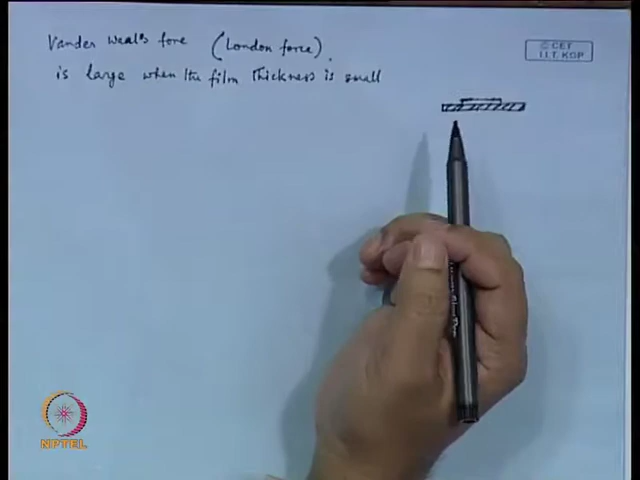 Vander Weal's force (London force).
is large when the film thickness is small
© CET
I.I.T. KGP
NPTEL